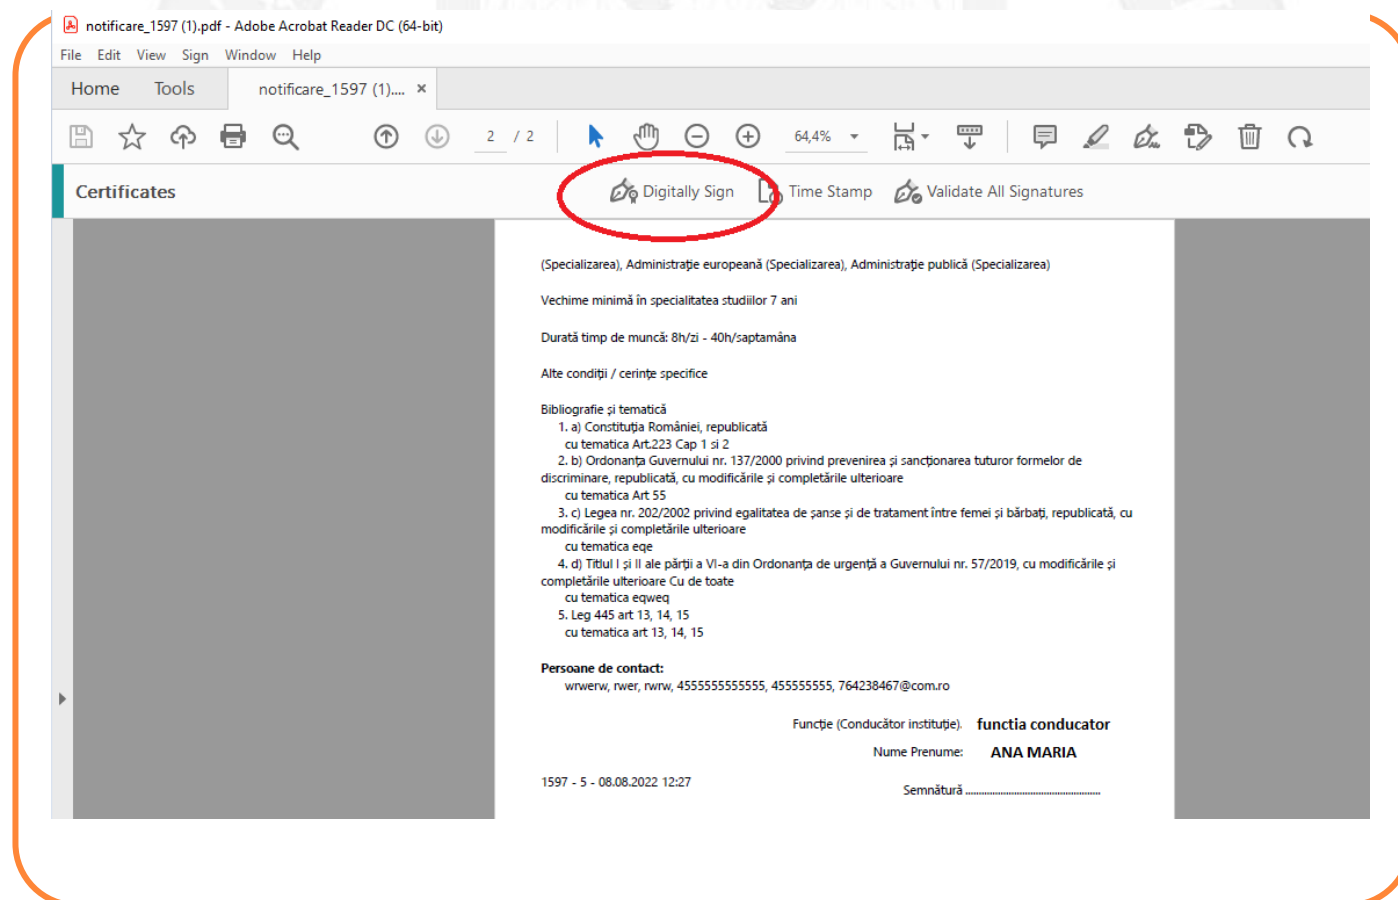 notificare_1597 (1).pdf - Adobe Acrobat Reader DC (64-bit)
File Edit View Sign Window Help
Home Tools notificare_1597 (1).... ×
2 / 2 64,4%
Certificates Digitally Sign Time Stamp Validate All Signatures
(Specializarea), Administrație europeană (Specializarea), Administrație publică (Specializarea)
Vechime minimă în specialitatea studiilor 7 ani
Durată timp de muncă: 8h/zi - 40h/saptamâna
Alte condiții / cerințe specifice
Bibliografie și tematică
1. a) Constituția României, republicată
cu tematica Art.223 Cap 1 si 2
2. b) Ordonanța Guvernului nr. 137/2000 privind prevenirea și sancționarea tuturor formelor de
discriminare, republicată, cu modificările și completările ulterioare
cu tematica Art 55
3. c) Legea nr. 202/2002 privind egalitatea de șanse și de tratament între femei și bărbați, republicată, cu
modificările și completările ulterioare
cu tematica eqe
4. d) Titlul I și II ale părții a VI-a din Ordonanța de urgență a Guvernului nr. 57/2019, cu modificările și
completările ulterioare Cu de toate
cu tematica eqweq
5. Leg 445 art 13, 14, 15
cu tematica art 13, 14, 15
Persoane de contact:
wrwerw, rwer, rwrw, 4555555555555, 455555555, 764238467@com.ro
Funcție (Conducător instituție). functia conducator
Nume Prenume: ANA MARIA
1597 - 5 - 08.08.2022 12:27
Semnătură ................................................